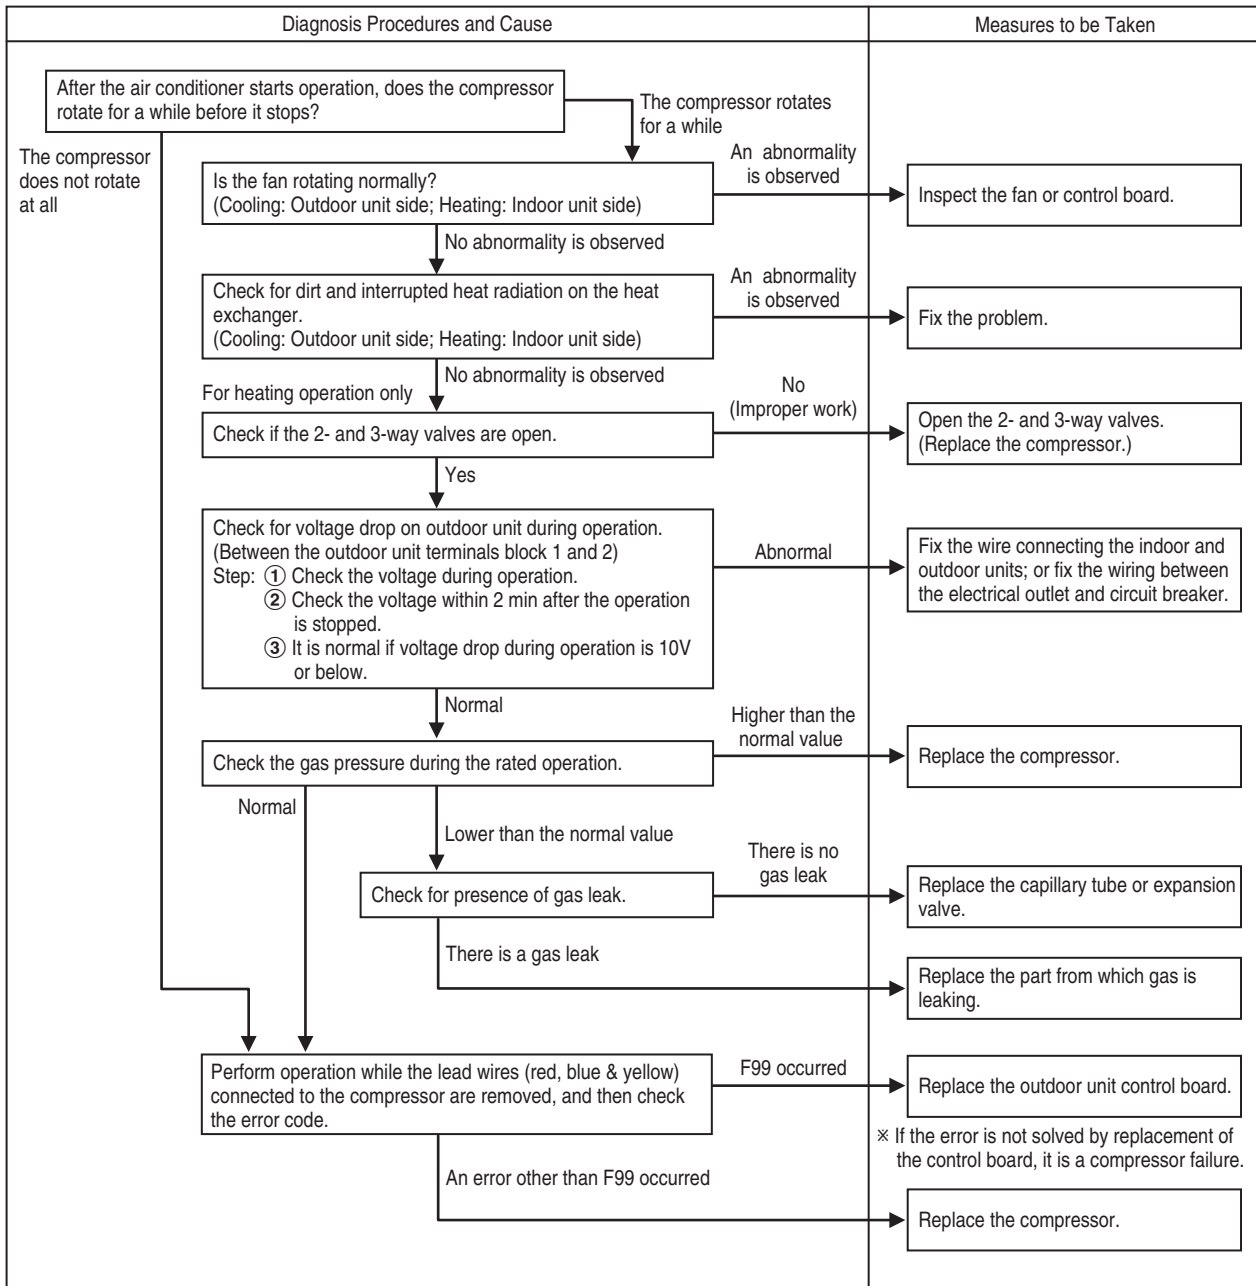 Diagnosis Procedures and Cause
Measures to be Taken
After the air conditioner starts operation, does the compressor
rotate for a while before it stops?
The compressor rotates
for a while
The compressor
does not rotate
at all
Is the fan rotating normally?
(Cooling: Outdoor unit side; Heating: Indoor unit side)
An abnormality
is observed
Inspect the fan or control board.
No abnormality is observed
Check for dirt and interrupted heat radiation on the heat
exchanger.
(Cooling: Outdoor unit side; Heating: Indoor unit side)
An abnormality
is observed
Fix the problem.
No abnormality is observed
For heating operation only
Check if the 2- and 3-way valves are open.
No
(Improper work)
Open the 2- and 3-way valves.
(Replace the compressor.)
Yes
Check for voltage drop on outdoor unit during operation.
(Between the outdoor unit terminals block 1 and 2)
Step: ① Check the voltage during operation.
② Check the voltage within 2 min after the operation
is stopped.
③ It is normal if voltage drop during operation is 10V
or below.
Abnormal
Fix the wire connecting the indoor and
outdoor units; or fix the wiring between
the electrical outlet and circuit breaker.
Normal
Check the gas pressure during the rated operation.
Higher than the
normal value
Replace the compressor.
Normal
Lower than the normal value
Check for presence of gas leak.
There is no
gas leak
Replace the capillary tube or expansion
valve.
There is a gas leak
Replace the part from which gas is
leaking.
Perform operation while the lead wires (red, blue & yellow)
connected to the compressor are removed, and then check
the error code.
F99 occurred
Replace the outdoor unit control board.
※ If the error is not solved by replacement of
the control board, it is a compressor failure.
An error other than F99 occurred
Replace the compressor.